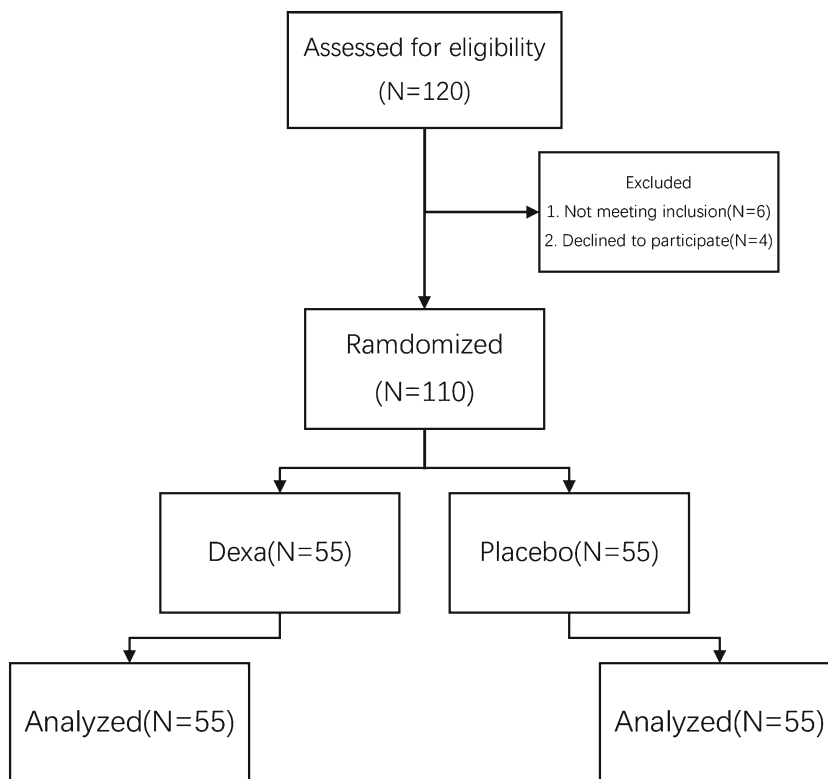 Assessed for eligibility
(N=120)
Excluded
1. Not meeting inclusion(N=6)
2. Declined to participate(N=4)
Ramdomized
(N=110)
Dexa(N=55)
Placebo(N=55)
Analyzed(N=55)
Analyzed(N=55)